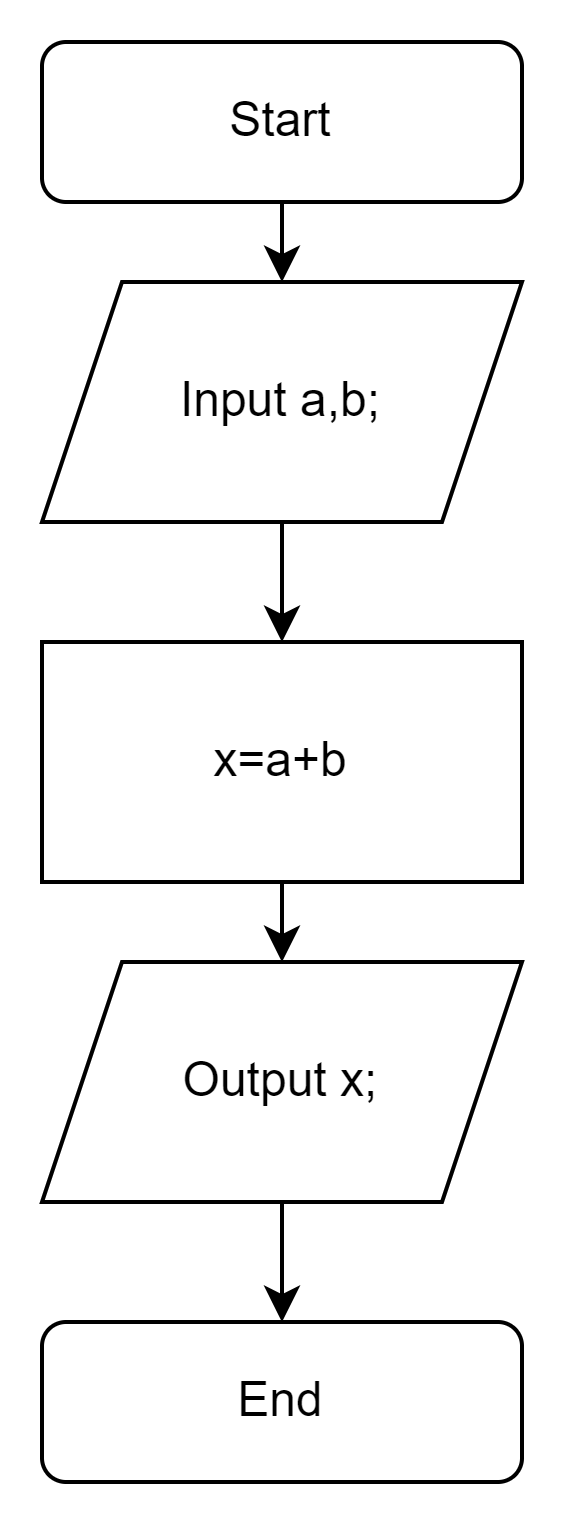 Start
Input a,b;
x=a+b
Output x;
End